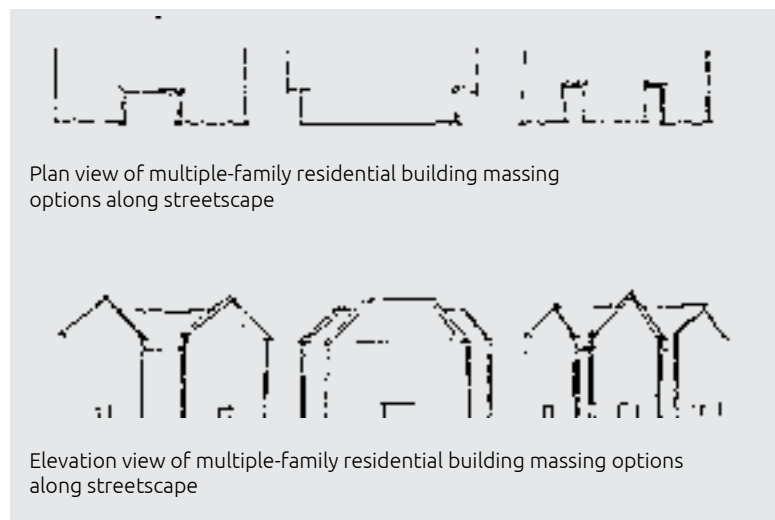 Plan view of multiple-family residential building massing
options along streetscape
Elevation view of multiple-family residential building massing options
along streetscape